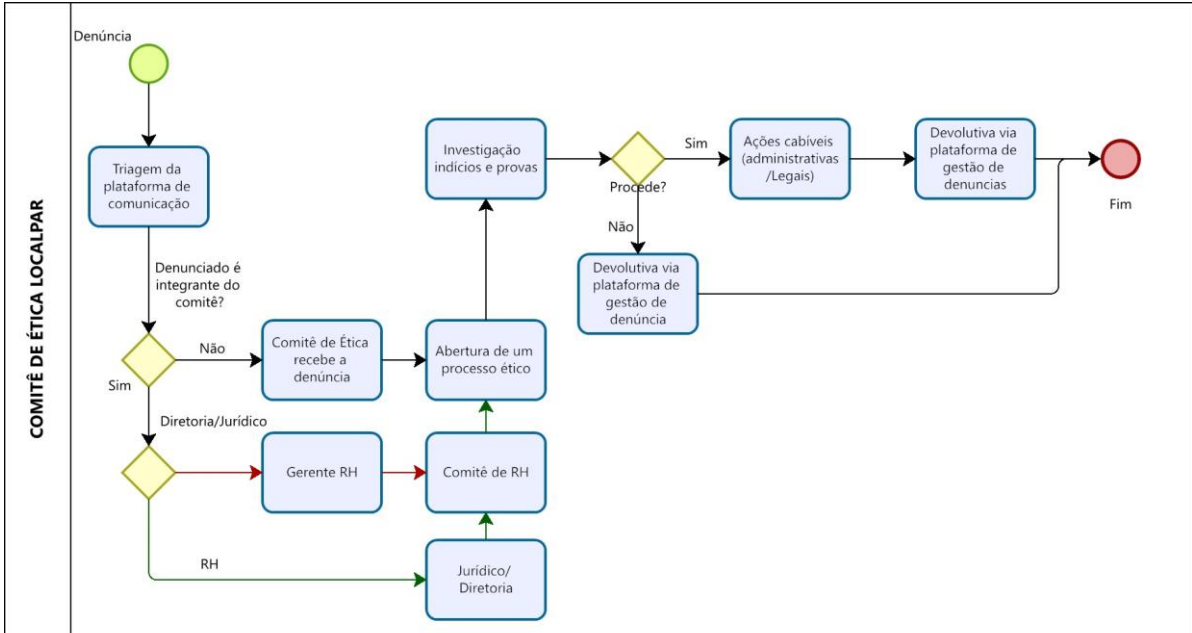 COMITÊ DE ÉTICA LOCALPAR
Denúncia
Triagem da
plataforma de
comunicação
Denunciado é
integrante do
comitê?
Não
Sim
Comitê de Ética
recebe a
denúncia
Abertura de um
processo ético
Diretoria/Jurídico
Gerente RH
Comitê de RH
RH
Jurídico/
Diretoria
Investigação
indícios e provas
Procede?
Sim
Ações cabíveis
(administrativas
/Legais)
Devolutiva via
plataforma de
gestão de
denuncias
Não
Devolutiva via
plataforma de
gestão de
denúncia
Fim